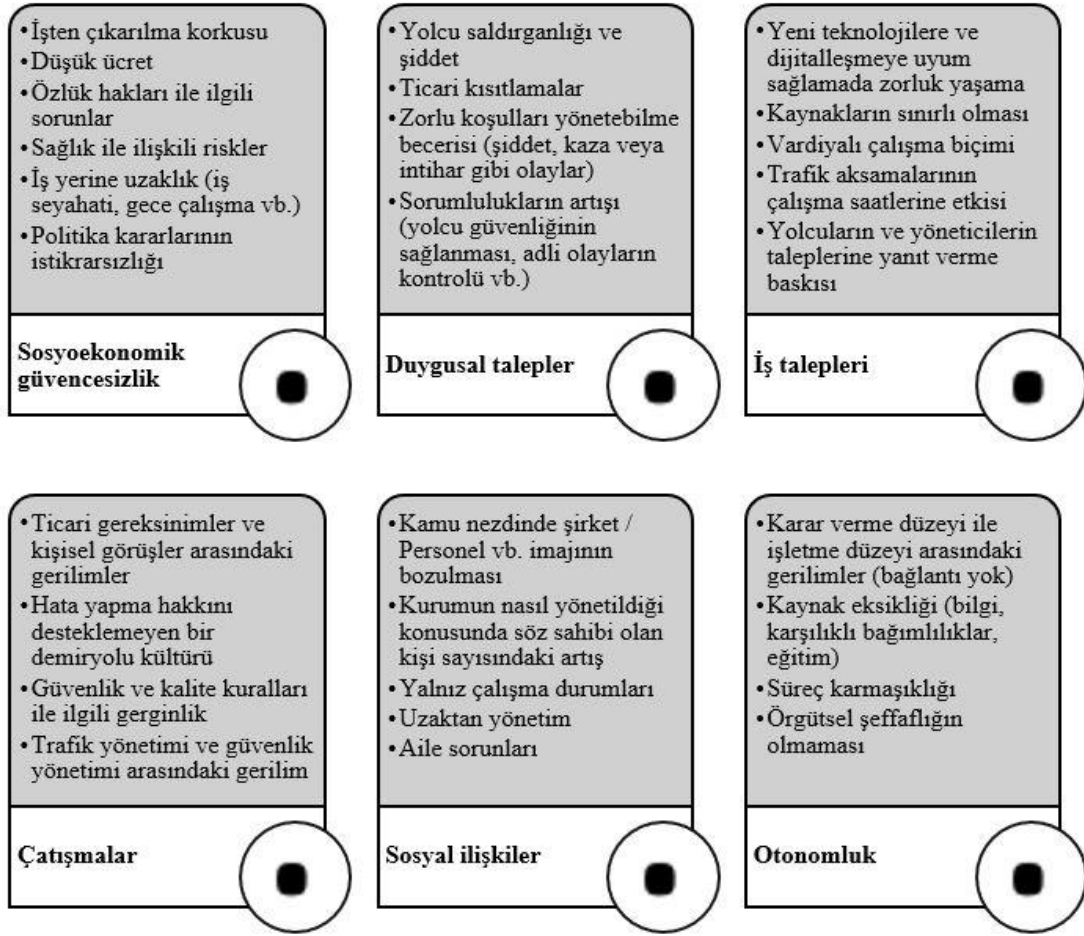 •İşten çıkarılma korkusu
•Düşük ücret
•Özlük hakları ile ilgili
sorunlar
•Sağlık ile ilişkili riskler
•İş yerine uzaklık (iş
seyahati, gece çalışma vb.)
•Politika kararlarının
istikrarsızlığı
Sosyoekonomik
güvencesizlik
•Yolcu saldırganlığı ve
şiddet
•Ticari kısıtlamalar
•Zorlu koşulları yönetebilme
becerisi (şiddet, kaza veya
intihar gibi olaylar)
•Sorumlulukların artışı
(yolcu güvenliğinin
sağlanması, adli olayların
kontrolü vb.)
Duygusal talepler
•Yeni teknolojilere ve
dijitalleşmeye uyum
sağlamada zorluk yaşama
•Kaynakların sınırlı olması
•Vardiyalı çalışma biçimi
•Trafik aksamalarının
çalışma saatlerine etkisi
•Yolcuların ve yöneticilerin
taleplerine yanıt verme
baskısı
İş talepleri
•Ticari gereksinimler ve
kişisel görüşler arasındaki
gerilimler
•Hata yapma hakkını
desteklemeyen bir
demiryolu kültürü
•Güvenlik ve kalite kuralları
ile ilgili gerginlik
•Trafik yönetimi ve güvenlik
yönetimi arasındaki gerilim
Çatışmalar
•Kamu nezdinde şirket /
Personel vb. imajının
bozulması
•Kurumun nasıl yönetildiği
konusunda söz sahibi olan
kişi sayısındaki artış
•Yalnız çalışma durumları
•Uzaktan yönetim
•Aile sorunları
Sosyal ilişkiler
•Karar verme düzeyi ile
işletme düzeyi arasındaki
gerilimler (bağlantı yok)
•Kaynak eksikliği (bilgi,
karşılıklı bağımlılıklar,
eğitim)
•Süreç karmaşıklığı
•Örgütsel şeffaflığın
olmaması
Otonomluk